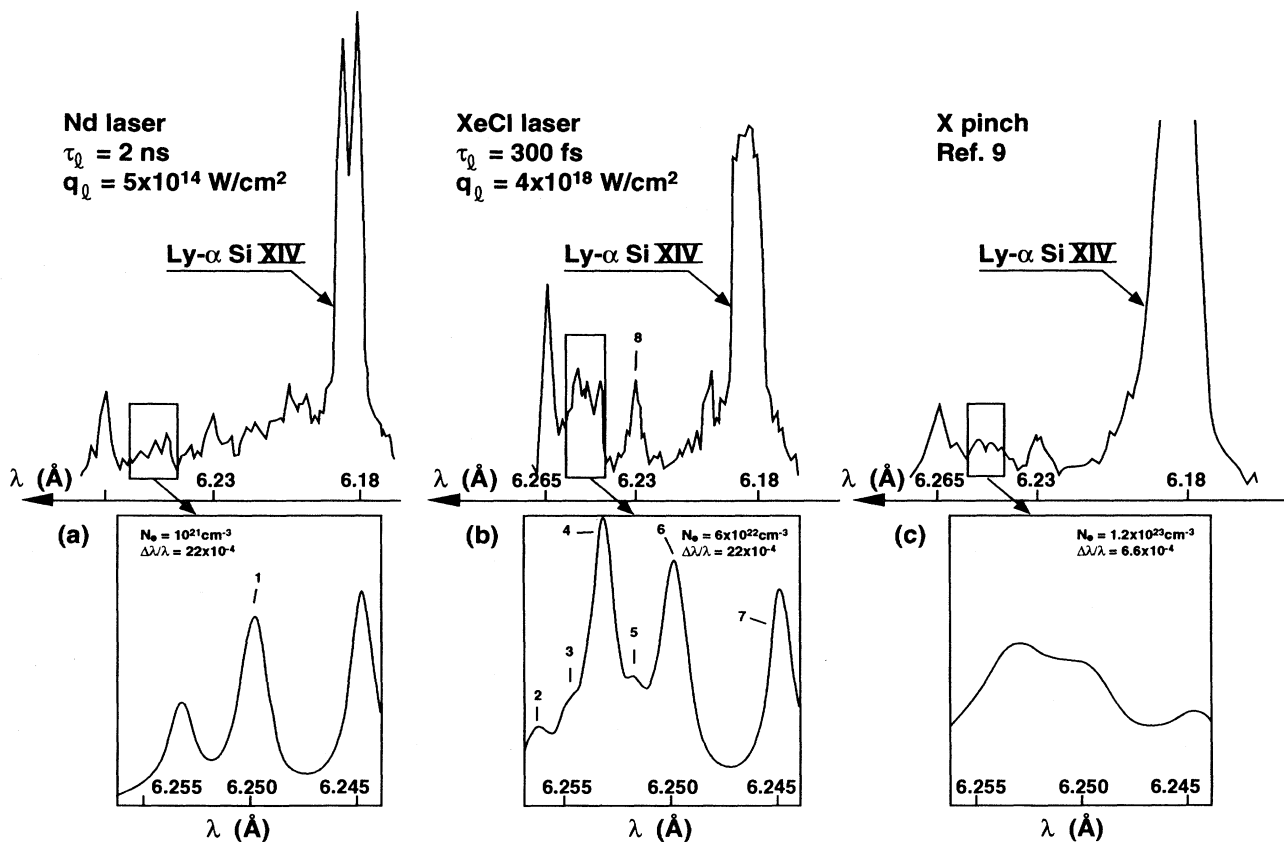 Nd laser
τℓ = 2 ns
qℓ = 5x10¹⁴ W/cm²
Ly-α Si XIV
λ (Å)
6.23
6.18
(a)
Nₑ = 10²¹cm⁻³
Δλ/λ = 22x10⁻⁴
1
6.255
6.250
6.245
λ (Å)
XeCl laser
τℓ = 300 fs
qℓ = 4x10¹⁸ W/cm²
Ly-α Si XIV
8
λ (Å)
6.265
6.23
6.18
(b)
Nₑ = 6x10²²cm⁻³
Δλ/λ = 22x10⁻⁴
4
6
7
5
3
2
6.255
6.250
6.245
λ (Å)
X pinch
Ref. 9
Ly-α Si XIV
λ (Å)
6.265
6.23
6.18
(c)
Nₑ = 1.2x10²³cm⁻³
Δλ/λ = 6.6x10⁻⁴
6.255
6.250
6.245
λ (Å)